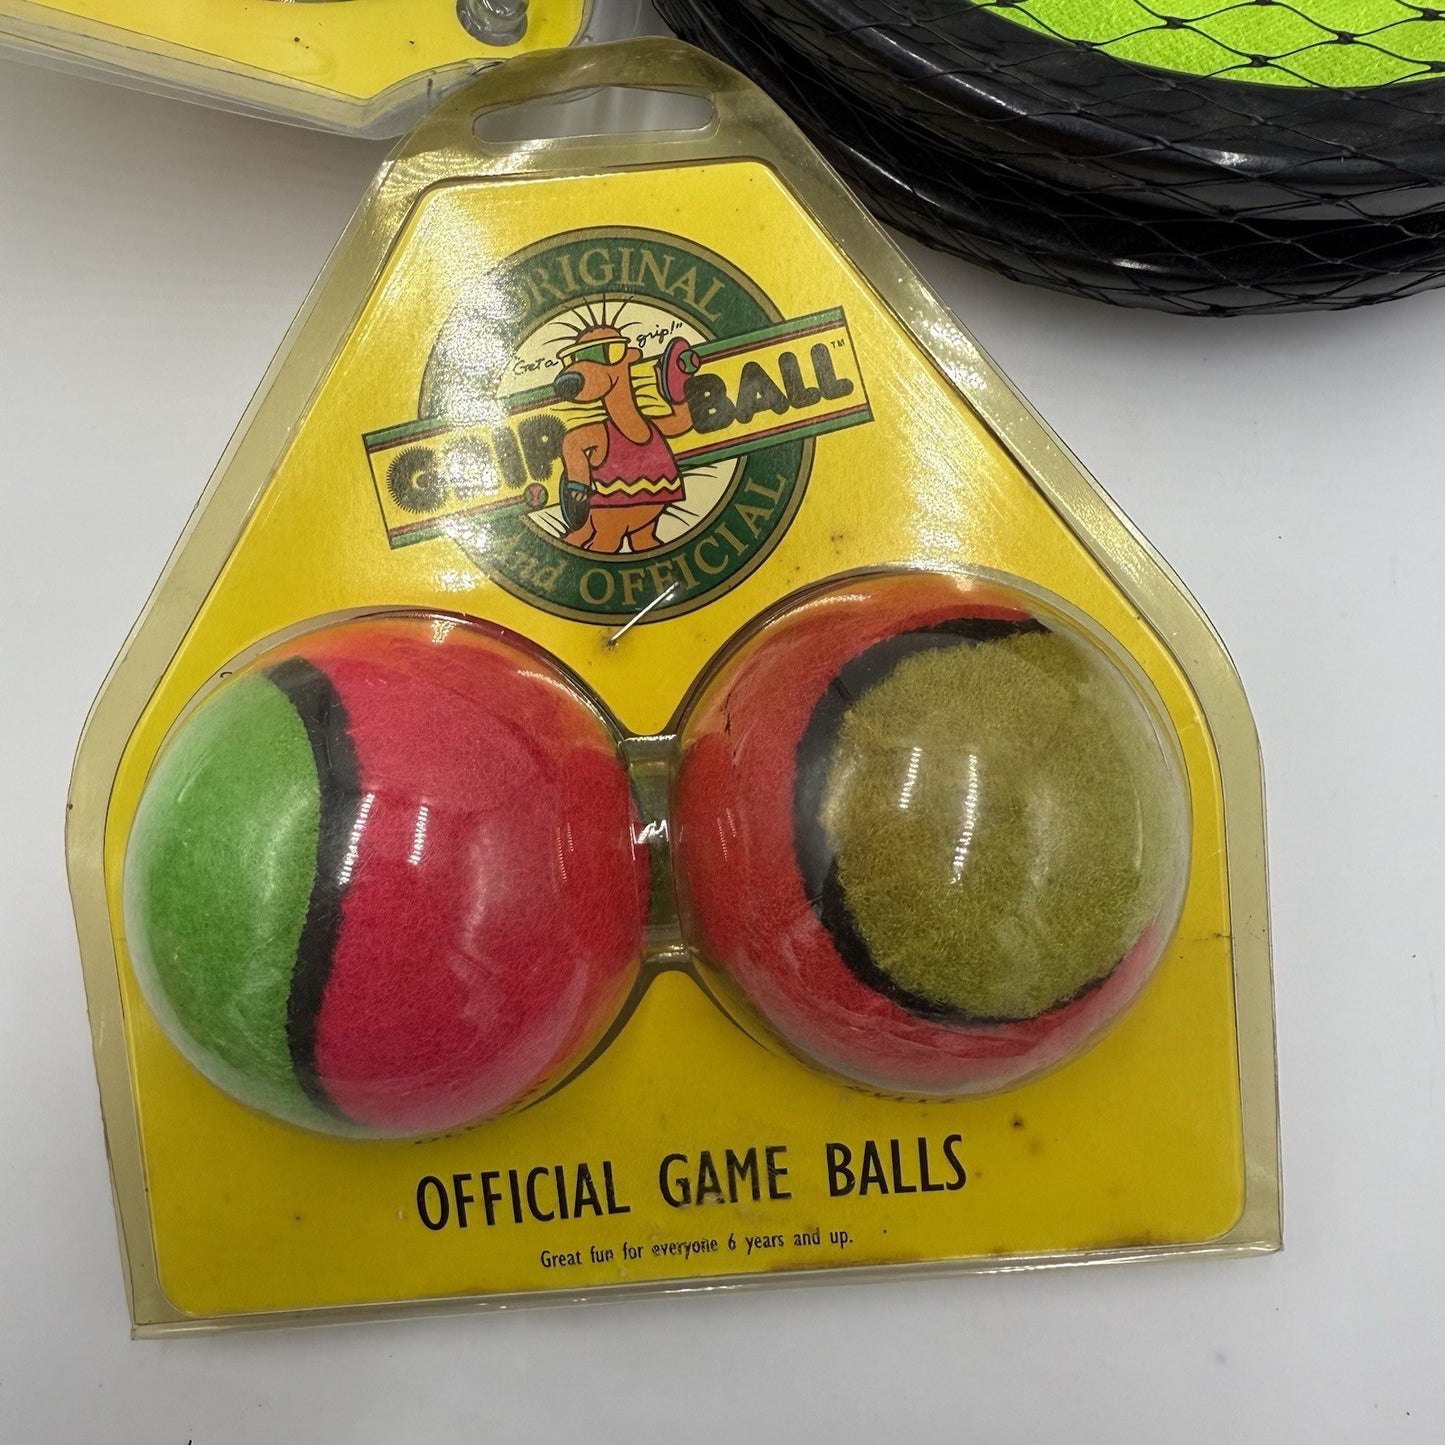 ORIGINAL
"Get a grip!"
GRIP BALL™
and OFFICIAL
OFFICIAL GAME BALLS
Great fun for everyone 6 years and up.